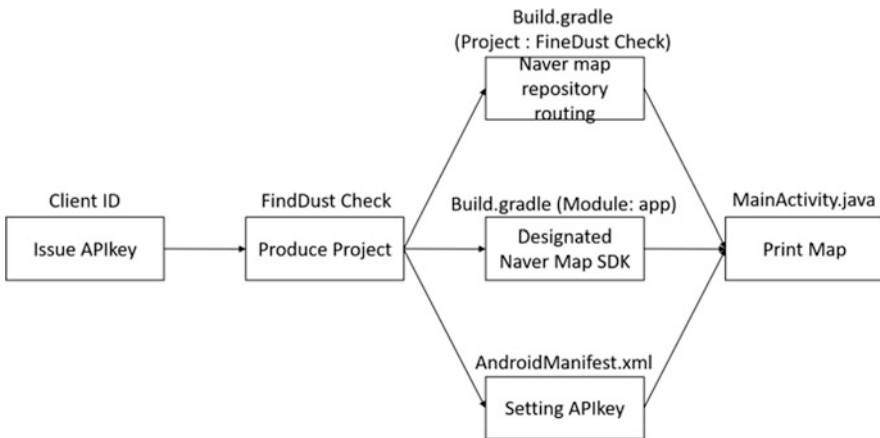 Build.gradle
(Project : FineDust Check)
Naver map
repository
routing
Client ID
Issue APIkey
FindDust Check
Produce Project
Build.gradle (Module: app)
Designated
Naver Map SDK
MainActivity.java
Print Map
AndroidManifest.xml
Setting APIkey